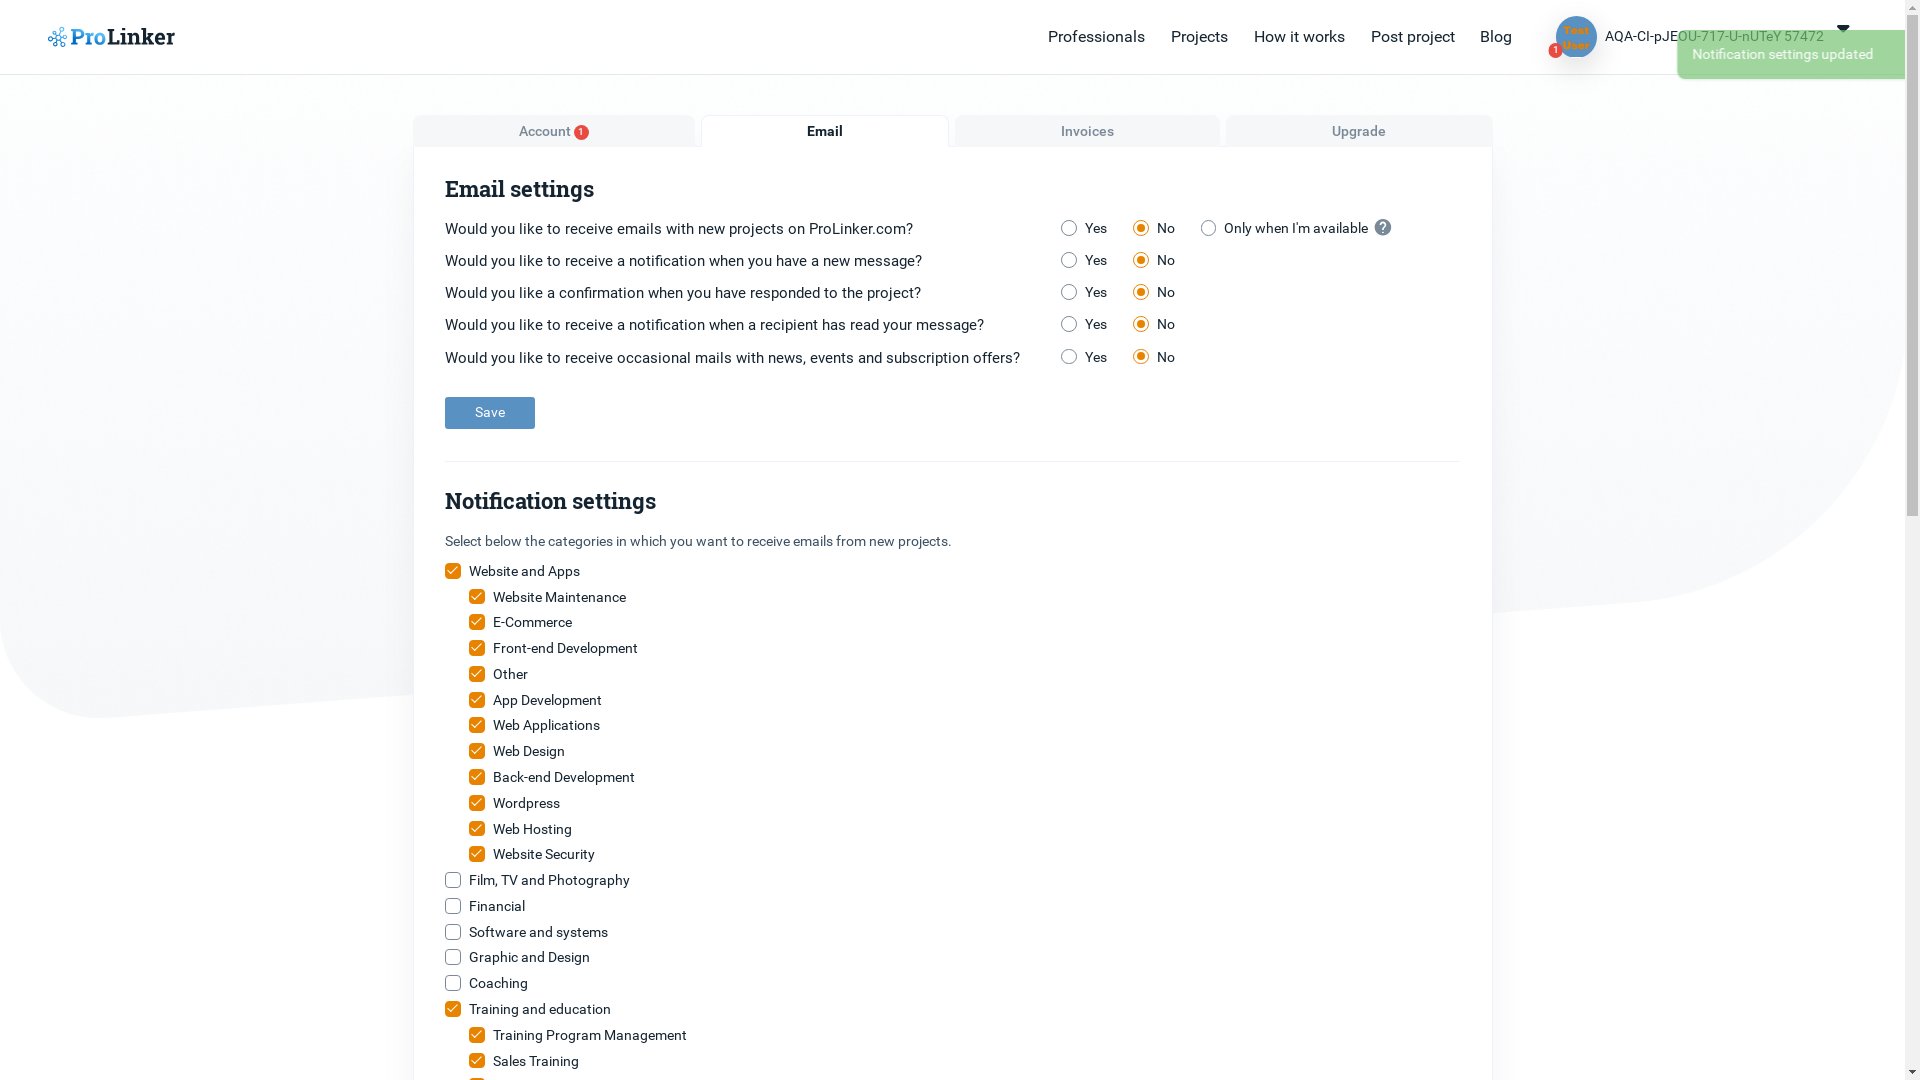 ProLinker
Professionals
Projects
How it works
Post project
Blog
Test
User
1
AQA-CI-pJEOU-717-U-nUTeY 57472
Notification settings updated
Account 1
Email
Invoices
Upgrade
Email settings
Would you like to receive emails with new projects on ProLinker.com? Yes No Only when I'm available ?
Would you like to receive a notification when you have a new message? Yes No
Would you like a confirmation when you have responded to the project? Yes No
Would you like to receive a notification when a recipient has read your message? Yes No
Would you like to receive occasional mails with news, events and subscription offers? Yes No
Save
Notification settings
Select below the categories in which you want to receive emails from new projects.
Website and Apps
Website Maintenance
E-Commerce
Front-end Development
Other
App Development
Web Applications
Web Design
Back-end Development
Wordpress
Web Hosting
Website Security
Film, TV and Photography
Financial
Software and systems
Graphic and Design
Coaching
Training and education
Training Program Management
Sales Training